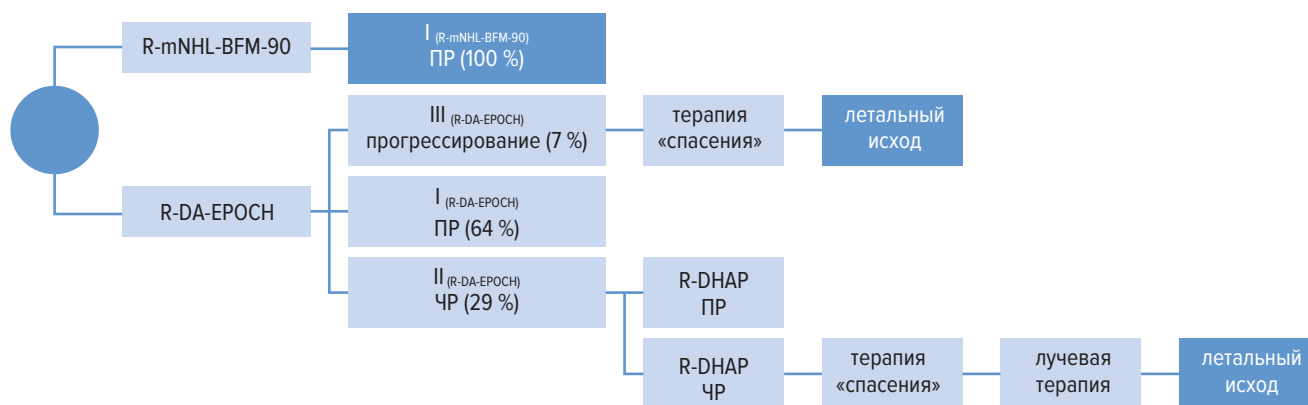 R-mNHL-BFM-90
I (R-mNHL-BFM-90)
ПР (100 %)
III (R-DA-EPOCH)
прогрессирование (7 %)
терапия
«спасения»
летальный
исход
R-DA-EPOCH
I (R-DA-EPOCH)
ПР (64 %)
II (R-DA-EPOCH)
ЧР (29 %)
R-DHAP
ПР
R-DHAP
ЧР
терапия
«спасения»
лучевая
терапия
летальный
исход